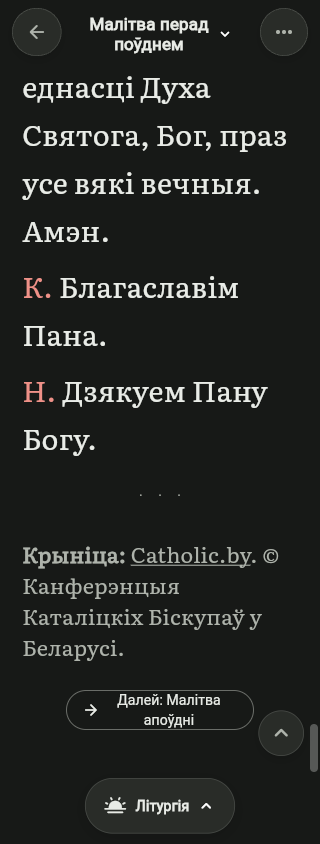 Малітва перад
поўднем
еднасці Духа
Святога, Бог, праз
усе вякі вечныя.
Амэн.
К. Благаславім
Пана.
Н. Дзякуем Пану
Богу.
. . .
Крыніца: Catholic.by. ©
Канферэнцыя
Каталіцкіх Біскупаў у
Беларусі.
Далей: Малітва
апоўдні
Літургія